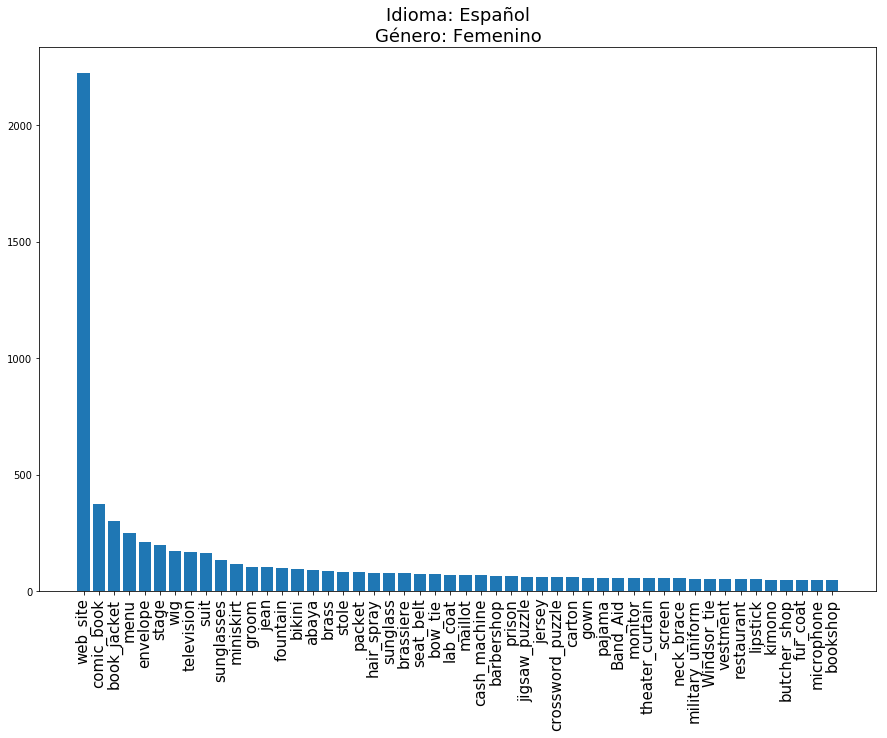 Idioma: Español
Género: Femenino
2000
1500
1000
500
0
web_site
comic_book
book_jacket
menu
envelope
stage
wig
television
suit
sunglasses
miniskirt
groom
jean
fountain
bikini
abaya
brass
stole
packet
hair_spray
sunglass
brassiere
seat_belt
bow_tie
lab_coat
maillot
cash_machine
barbershop
prison
jigsaw_puzzle
jersey
crossword_puzzle
carton
gown
pajama
Band_Aid
monitor
theater_curtain
screen
neck_brace
military_uniform
Windsor_tie
vestment
restaurant
lipstick
kimono
butcher_shop
fur_coat
microphone
bookshop